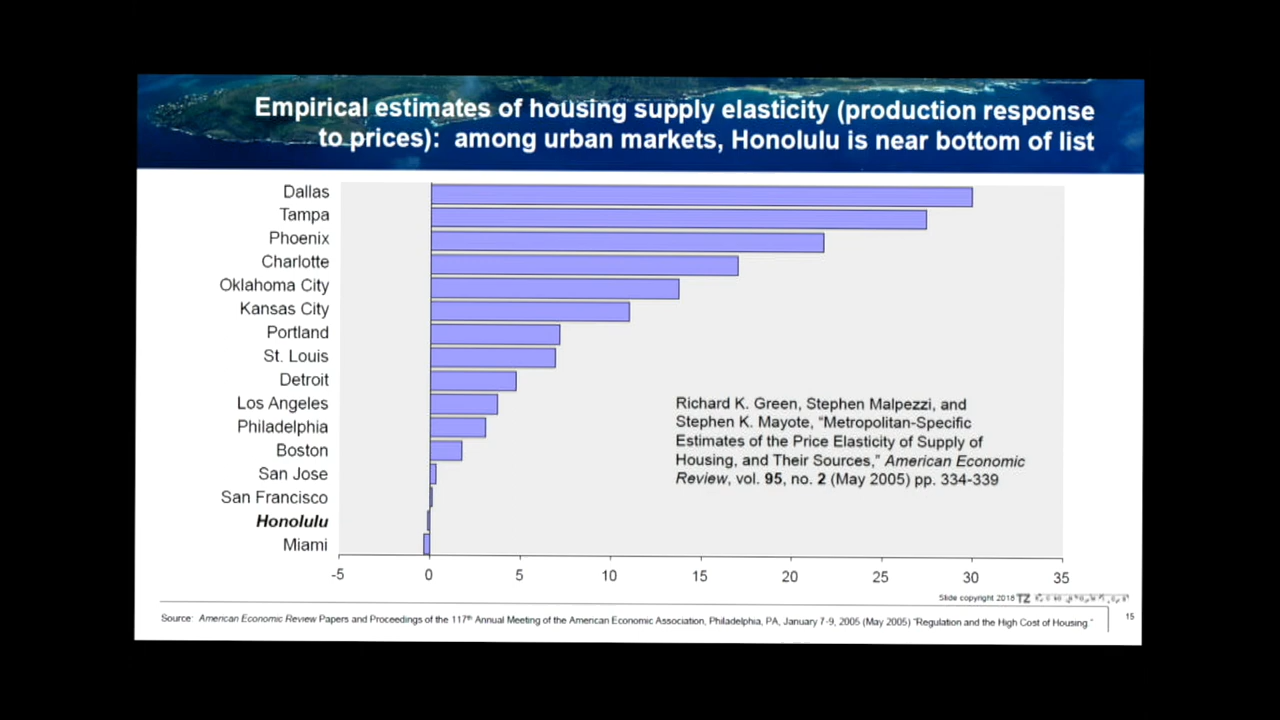 Empirical estimates of housing supply elasticity (production response
to prices): among urban markets, Honolulu is near bottom of list
Dallas
Tampa
Phoenix
Charlotte
Oklahoma City
Kansas City
Portland
St. Louis
Detroit
Los Angeles
Philadelphia
Boston
San Jose
San Francisco
Honolulu
Miami
Richard K. Green, Stephen Malpezzi, and
Stephen K. Mayote, “Metropolitan-Specific
Estimates of the Price Elasticity of Supply of
Housing, and Their Sources,” American Economic
Review, vol. 95, no. 2 (May 2005) pp. 334-339
-5 0 5 10 15 20 25 30 35
Slide copyright 2018 TZ
Source: American Economic Review Papers and Proceedings of the 117th Annual Meeting of the American Economic Association, Philadelphia, PA, January 7-9, 2005 (May 2005) “Regulation and the High Cost of Housing ”
15